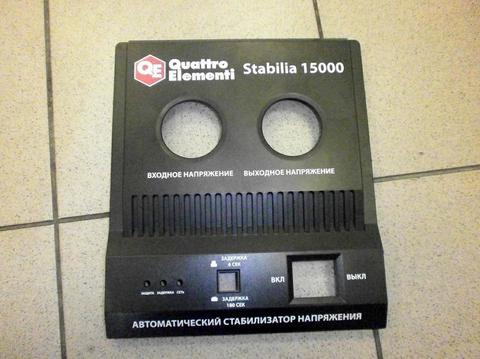 QE Quattro Elementi Stabilia 15000
ВХОДНОЕ НАПРЯЖЕНИЕ ВЫХОДНОЕ НАПРЯЖЕНИЕ
ЗАДЕРЖКА
6 СЕК
ВКЛ ВЫКЛ
ЗАЩИТА ЗАДЕРЖКА СЕТЬ
ЗАДЕРЖКА
180 СЕК
АВТОМАТИЧЕСКИЙ СТАБИЛИЗАТОР НАПРЯЖЕНИЯ